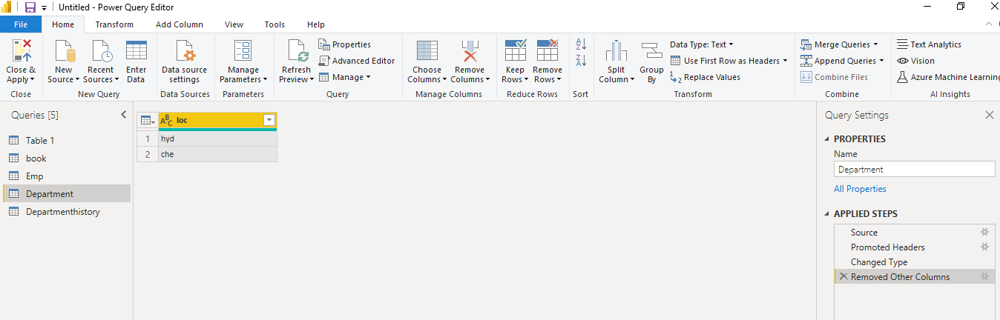 Untitled - Power Query Editor
File Home Transform Add Column View Tools Help
Close & Apply
New Source
Recent Sources
Enter Data
Data source settings
Manage Parameters
Refresh Preview
Properties
Advanced Editor
Manage
Choose Columns
Remove Columns
Keep Rows
Remove Rows
Split Column
Group By
Data Type: Text
Use First Row as Headers
Replace Values
Merge Queries
Append Queries
Combine Files
Text Analytics
Vision
Azure Machine Learning
Close New Query Data Sources Parameters Query Manage Columns Reduce Rows Sort Transform Combine AI Insights
Queries [5]
Table 1
book
Emp
Department
Departmenthistory
ABC loc
1 hyd
2 che
Query Settings
PROPERTIES
Name
Department
All Properties
APPLIED STEPS
Source
Promoted Headers
Changed Type
Removed Other Columns